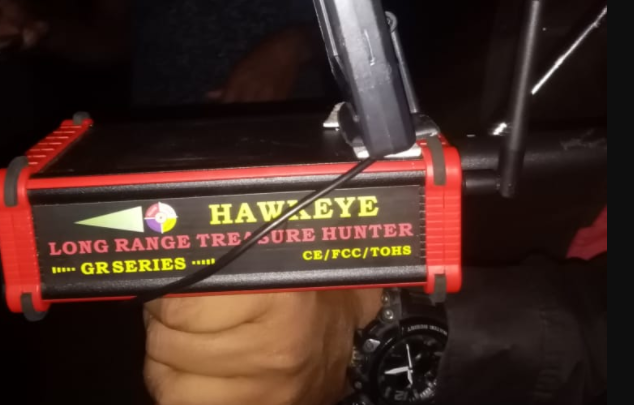 HAWKEYE
LONG RANGE TREASURE HUNTER
GR SERIES
CE/FCC/TOHS